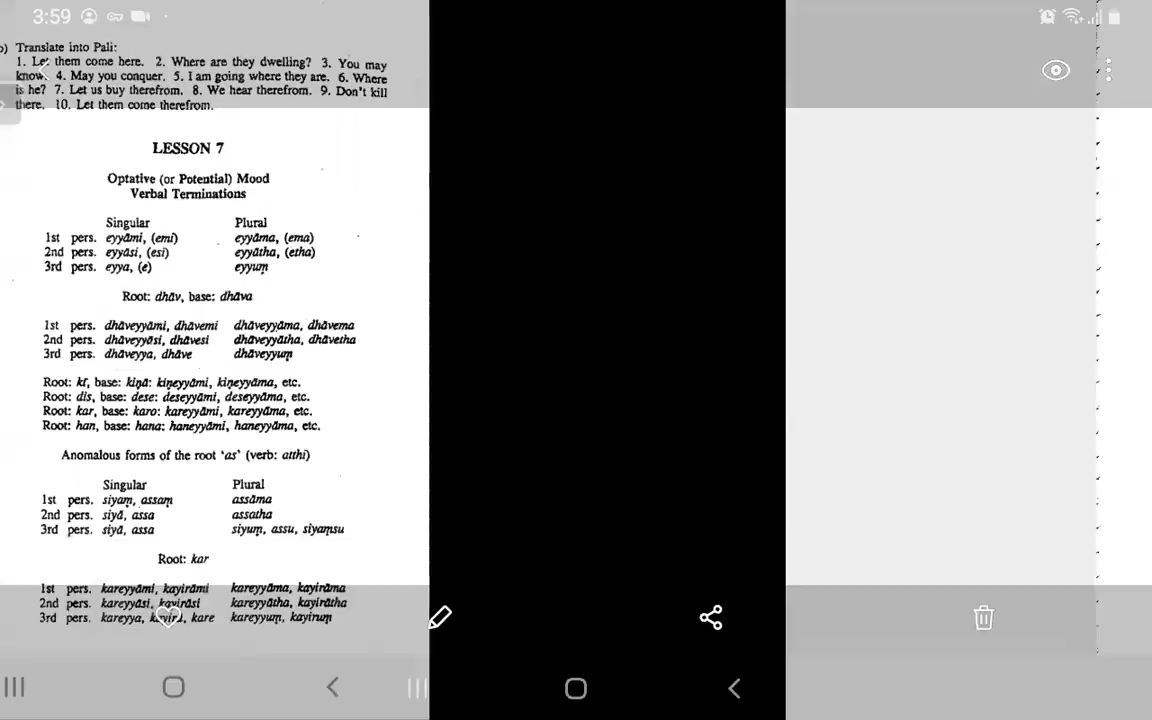 3:59
) Translate into Pali:
1. Let them come here. 2. Where are they dwelling? 3. You may
know. 4. May you conquer. 5. I am going where they are. 6. Where
is he? 7. Let us buy therefrom. 8. We hear therefrom. 9. Don't kill
there. 10. Let them come therefrom.
LESSON 7
Optative (or Potential) Mood
Verbal Terminations
Singular Plural
1st pers. eyyāmi, (emi) eyyāma, (ema)
2nd pers. eyyāsi, (esi) eyyātha, (etha)
3rd pers. eyya, (e) eyyuṃ
Root: dhāv, base: dhāva
1st pers. dhāveyyāmi, dhāvemi dhāveyyāma, dhāvema
2nd pers. dhāveyyāsi, dhāvesi dhāveyyātha, dhāvetha
3rd pers. dhāveyya, dhāve dhāveyyuṃ
Root: kī, base: kiṇā: kiṇeyyāmi, kiṇeyyāma, etc.
Root: dis, base: dese: deseyyāmi, deseyyāma, etc.
Root: kar, base: karo: kareyyāmi, kareyyāma, etc.
Root: han, base: hana: haneyyāmi, haneyyāma, etc.
Anomalous forms of the root 'as' (verb: atthi)
Singular Plural
1st pers. siyaṃ, assaṃ assāma
2nd pers. siyā, assa assatha
3rd pers. siyā, assa siyuṃ, assu, siyaṃsu
Root: kar
1st pers. kareyyāmi, kayirāmi kareyyāma, kayirāma
2nd pers. kareyyāsi, kayirāsi kareyyātha, kayirātha
3rd pers. kareyya, kayirā, kare kareyyuṃ, kayiruṃ